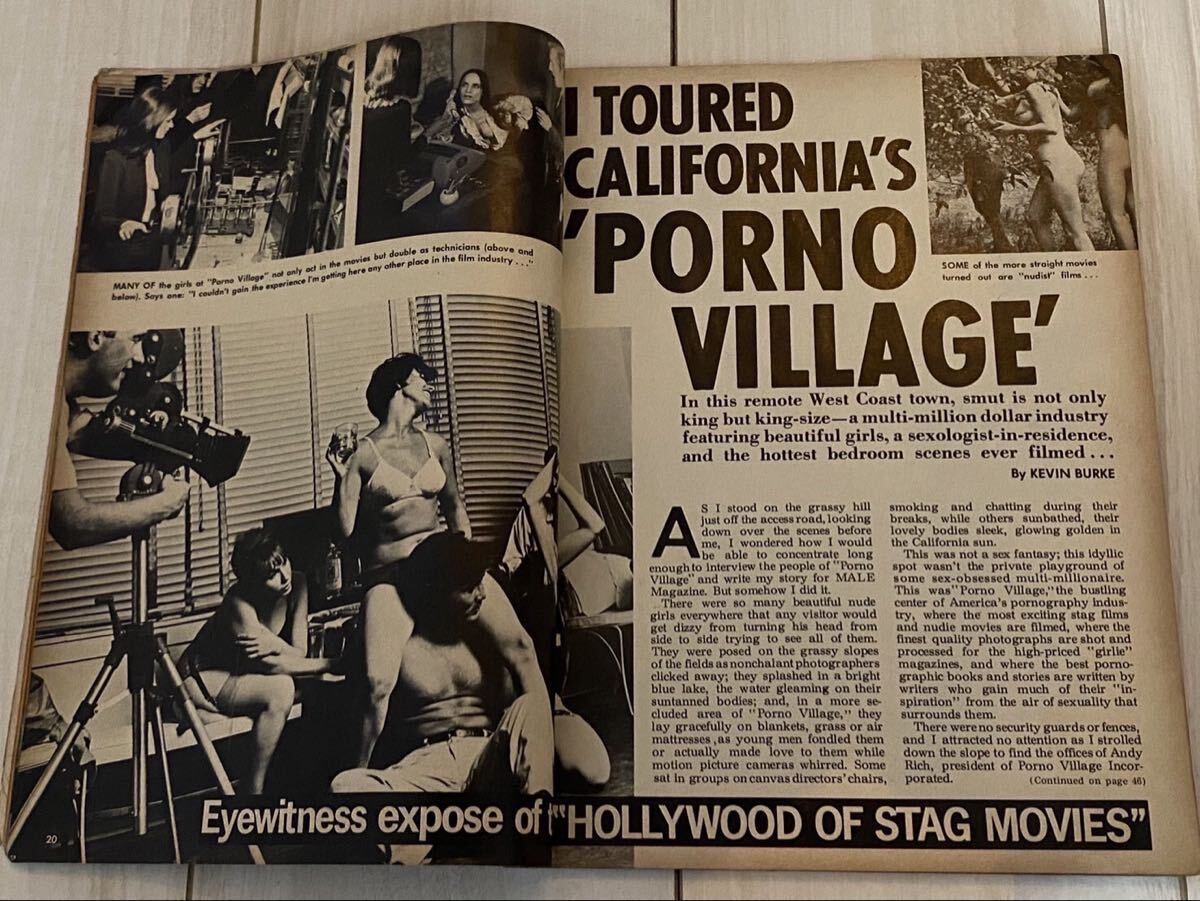 MANY OF the girls at "Porno Village" not only act in the movies but double as technicians (above and
below). Says one: "I couldn't gain the experience I'm getting here any other place in the film industry . . ."
20
I TOURED
CALIFORNIA'S
'PORNO
VILLAGE'
SOME of the more straight movies
turned out are "nudist" films . . .
In this remote West Coast town, smut is not only
king but king-size—a multi-million dollar industry
featuring beautiful girls, a sexologist-in-residence,
and the hottest bedroom scenes ever filmed . . .
By KEVIN BURKE
AS I stood on the grassy hill
just off the access road, looking
down over the scenes before
me, I wondered how I would
be able to concentrate long
enough to interview the people of "Porno
Village" and write my story for MALE
Magazine. But somehow I did it.
There were so many beautiful nude
girls everywhere that any visitor would
get dizzy from turning his head from
side to side trying to see all of them.
They were posed on the grassy slopes
of the fields as nonchalant photographers
clicked away; they splashed in a bright
blue lake, the water gleaming on their
suntanned bodies; and, in a more se-
cluded area of "Porno Village," they
lay gracefully on blankets, grass or air
mattresses, as young men fondled them
or actually made love to them while
motion picture cameras whirred. Some
sat in groups on canvas directors' chairs,
smoking and chatting during their
breaks, while others sunbathed, their
lovely bodies sleek, glowing golden in
the California sun.
This was not a sex fantasy; this idyllic
spot wasn't the private playground of
some sex-obsessed multi-millionaire.
This was "Porno Village," the bustling
center of America's pornography indus-
try, where the most exciting stag films
and nudie movies are filmed, where the
finest quality photographs are shot and
processed for the high-priced "girlie"
magazines, and where the best porno-
graphic books and stories are written by
writers who gain much of their "in-
spiration" from the air of sexuality that
surrounds them.
There were no security guards or fences,
and I attracted no attention as I strolled
down the slope to find the offices of Andy
Rich, president of Porno Village Incor-
porated. (Continued on page 46)
Eyewitness expose of "HOLLYWOOD OF STAG MOVIES"